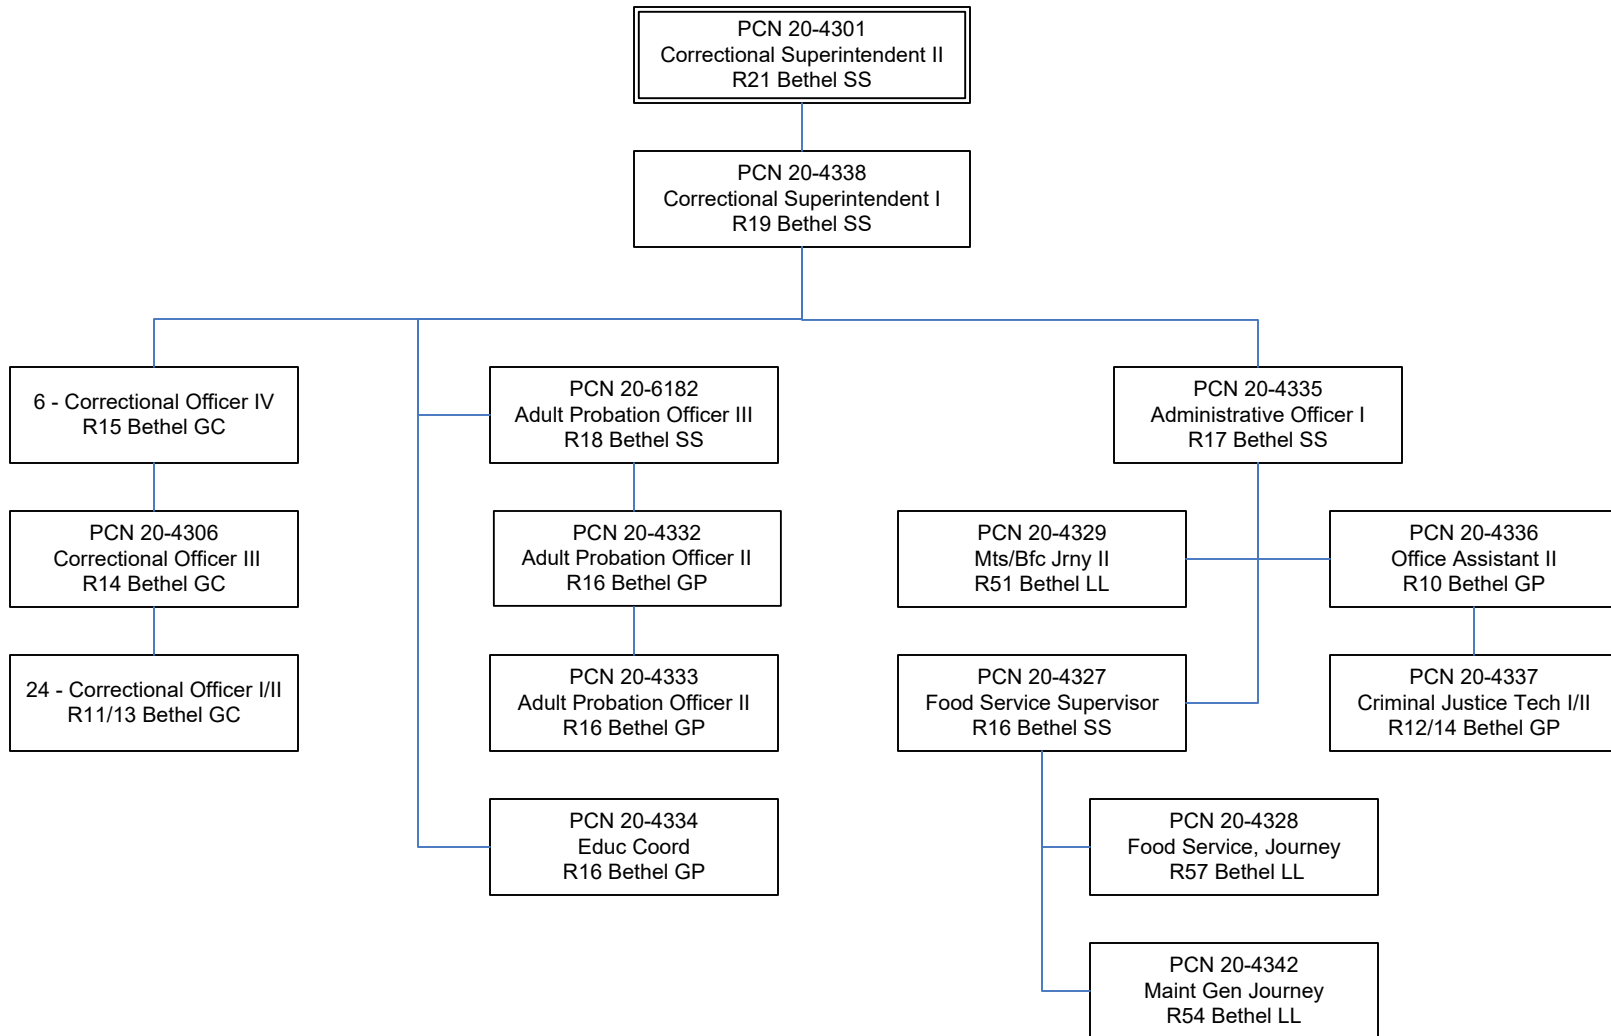 PCN 20-4301
Correctional Superintendent II
R21 Bethel SS
PCN 20-4338
Correctional Superintendent I
R19 Bethel SS
6 - Correctional Officer IV
R15 Bethel GC
PCN 20-6182
Adult Probation Officer III
R18 Bethel SS
PCN 20-4335
Administrative Officer I
R17 Bethel SS
PCN 20-4306
Correctional Officer III
R14 Bethel GC
PCN 20-4332
Adult Probation Officer II
R16 Bethel GP
PCN 20-4329
Mts/Bfc Jrny II
R51 Bethel LL
PCN 20-4336
Office Assistant II
R10 Bethel GP
24 - Correctional Officer I/II
R11/13 Bethel GC
PCN 20-4333
Adult Probation Officer II
R16 Bethel GP
PCN 20-4327
Food Service Supervisor
R16 Bethel SS
PCN 20-4337
Criminal Justice Tech I/II
R12/14 Bethel GP
PCN 20-4334
Educ Coord
R16 Bethel GP
PCN 20-4328
Food Service, Journey
R57 Bethel LL
PCN 20-4342
Maint Gen Journey
R54 Bethel LL